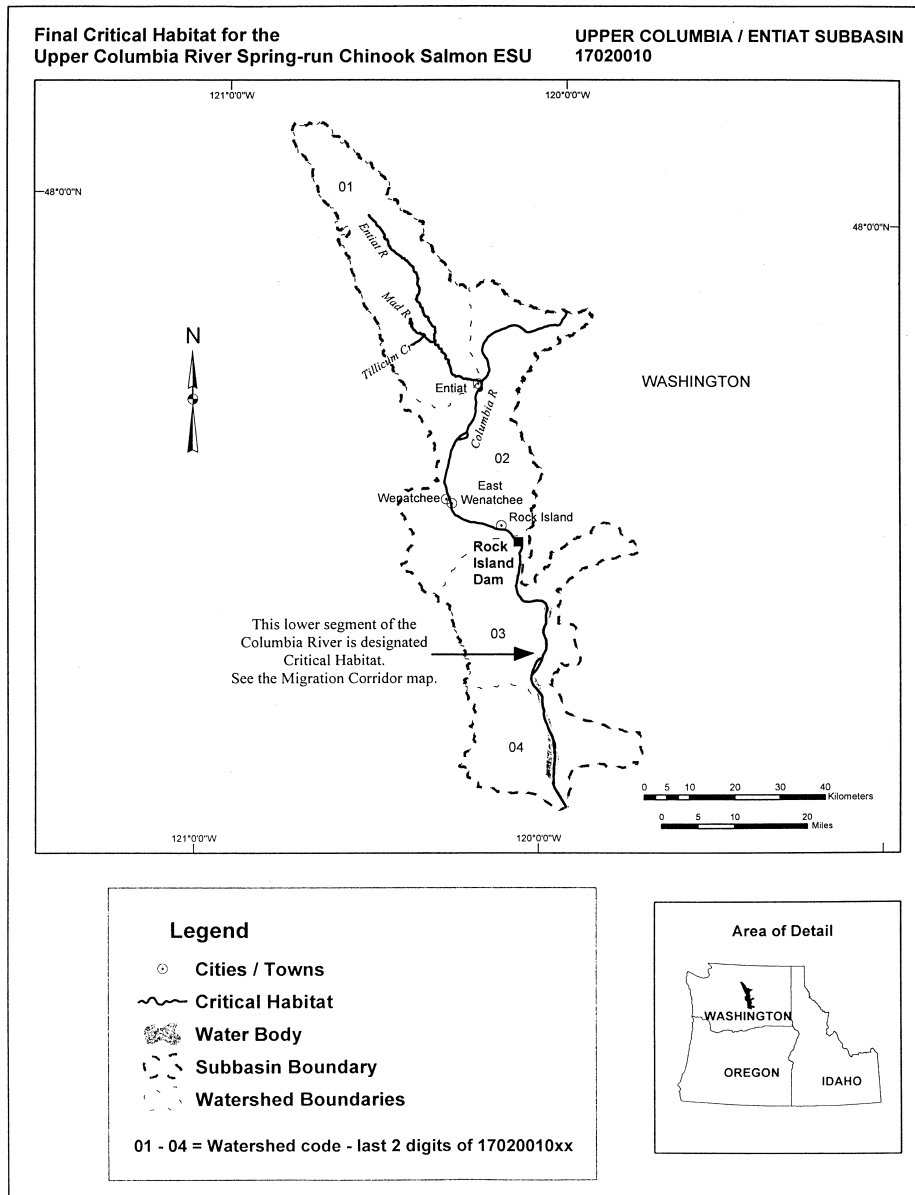 Final Critical Habitat for the
Upper Columbia River Spring-run Chinook Salmon ESU
UPPER COLUMBIA / ENTIAT SUBBASIN
17020010
121°0'0"W
120°0'0"W
48°0'0"N
48°0'0"N
01
Entiat R
Mad R
Tillicum Cr
N
Entiat
Columbia R
WASHINGTON
02
Wenatchee
East
Wenatchee
Rock Island
Rock
Island
Dam
This lower segment of the
Columbia River is designated
Critical Habitat.
See the Migration Corridor map.
03
04
0 5 10 20 30 40
Kilometers
0 5 10 20
Miles
121°0'0"W
120°0'0"W
Legend
Cities / Towns
Critical Habitat
Water Body
Subbasin Boundary
Watershed Boundaries
01 - 04 = Watershed code - last 2 digits of 17020010xx
Area of Detail
WASHINGTON
OREGON
IDAHO